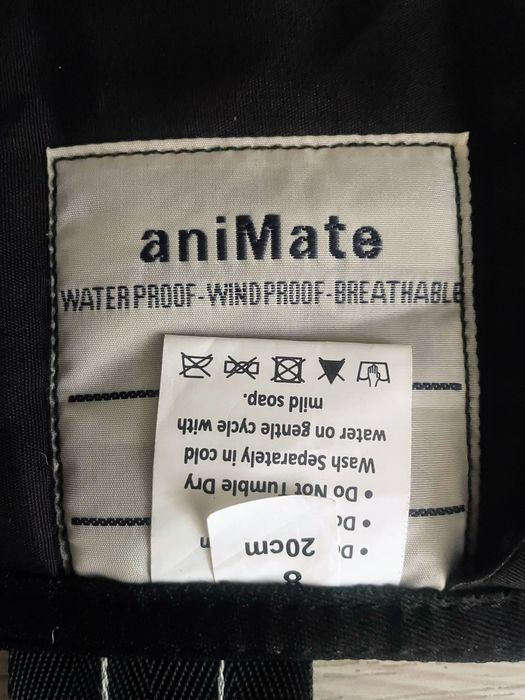 aniMate
WATERPROOF-WINDPROOF-BREATHABLE
20cm
• Do
• Do Not Tumble Dry
Wash Separately in cold
water on gentle cycle with
mild soap.